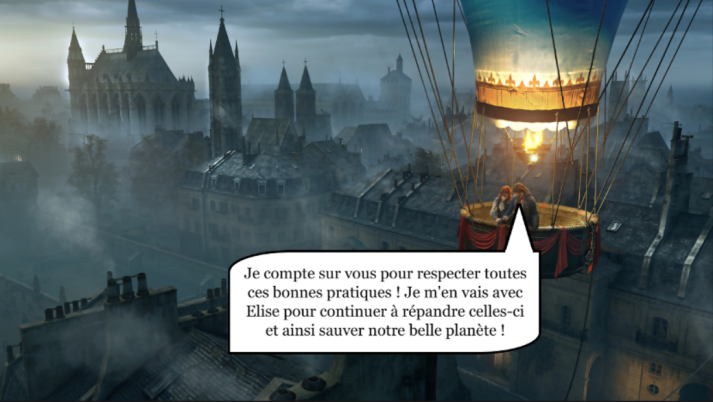 Je compte sur vous pour respecter toutes
ces bonnes pratiques ! Je m'en vais avec
Elise pour continuer à répandre celles-ci
et ainsi sauver notre belle planète !